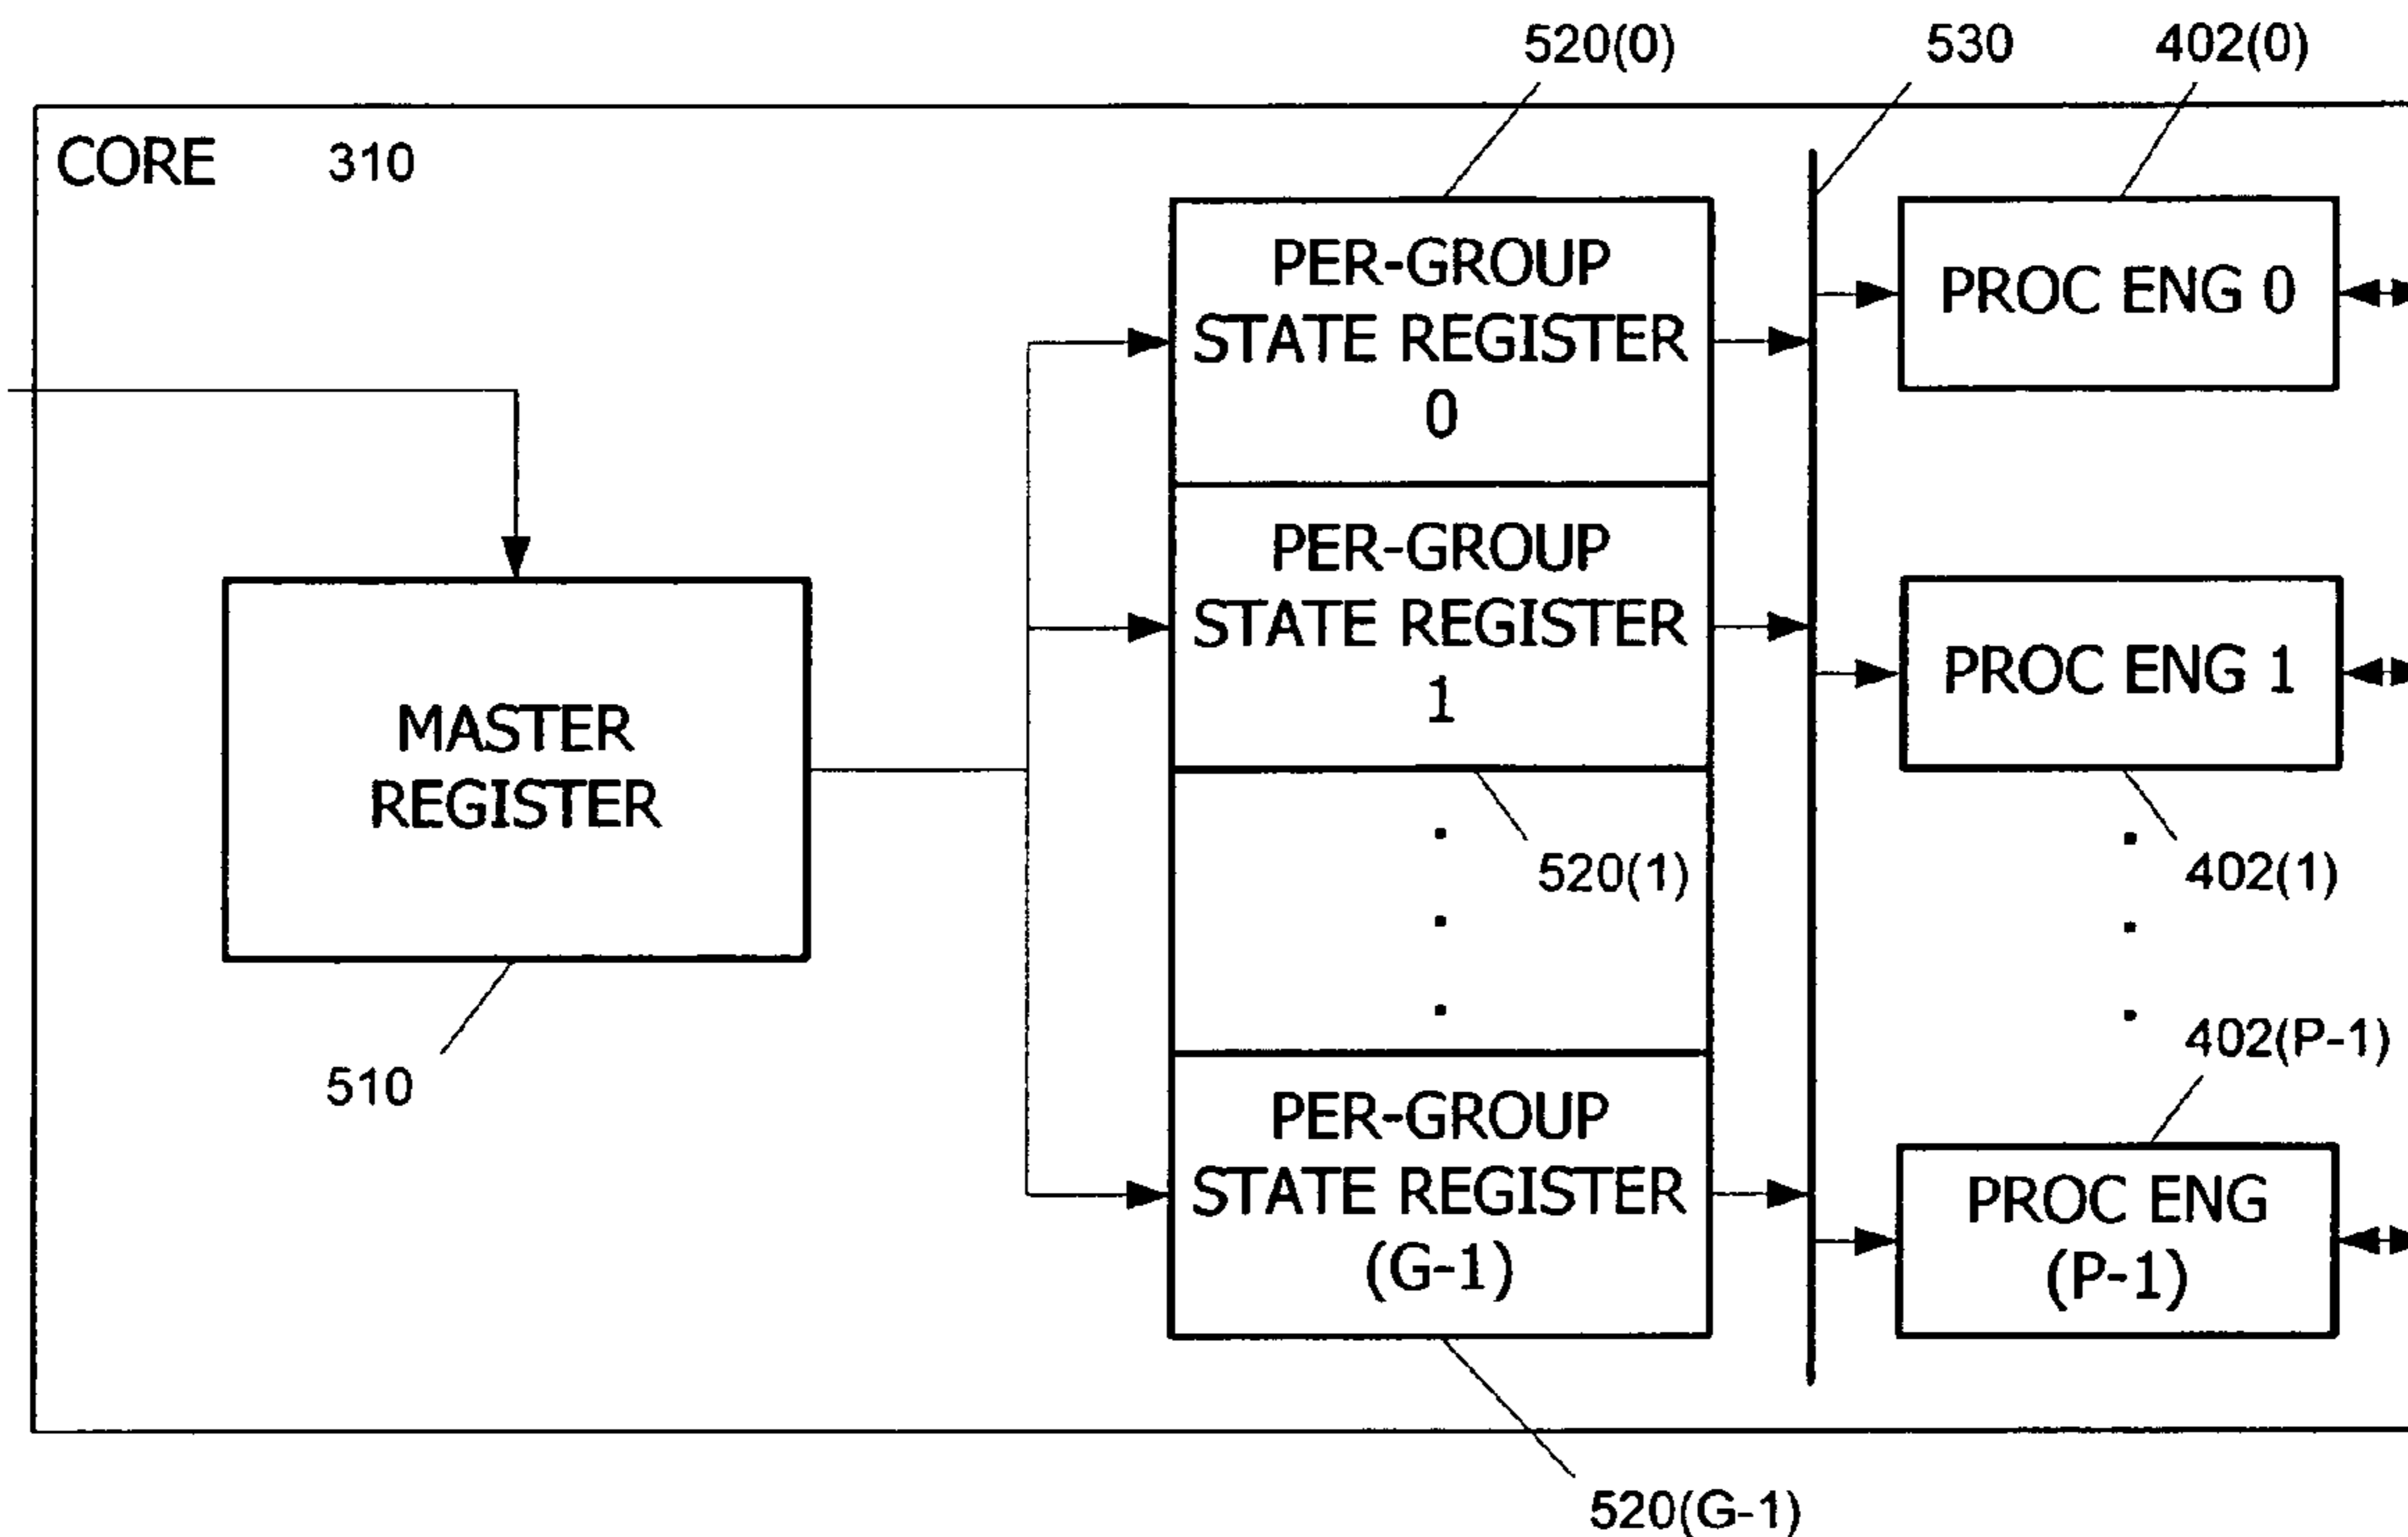 520(0)
530
402(0)
CORE 310
PER-GROUP
STATE REGISTER
0
PROC ENG 0
PER-GROUP
STATE REGISTER
1
PROC ENG 1
MASTER
REGISTER
520(1)
402(1)
510
402(P-1)
PER-GROUP
STATE REGISTER
(G-1)
PROC ENG
(P-1)
520(G-1)